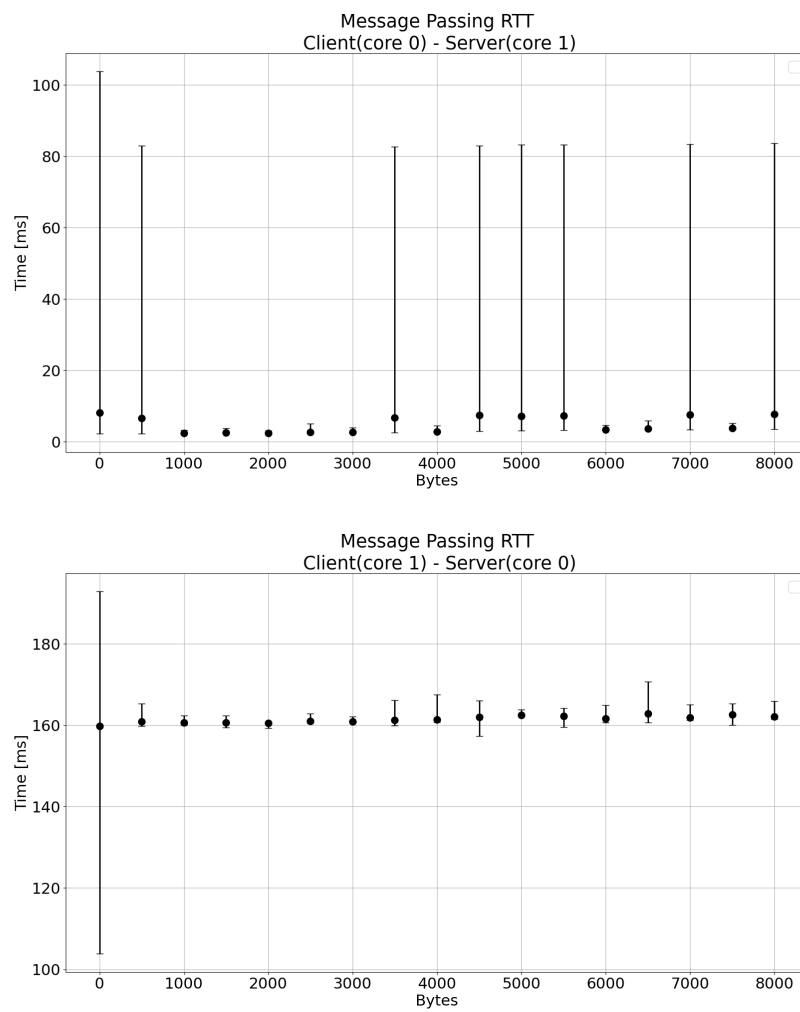 Message Passing RTT
Client(core 0) - Server(core 1)
100
80
60
40
20
0
Time [ms]
0 1000 2000 3000 4000 5000 6000 7000 8000
Bytes
Message Passing RTT
Client(core 1) - Server(core 0)
180
160
140
120
100
Time [ms]
0 1000 2000 3000 4000 5000 6000 7000 8000
Bytes